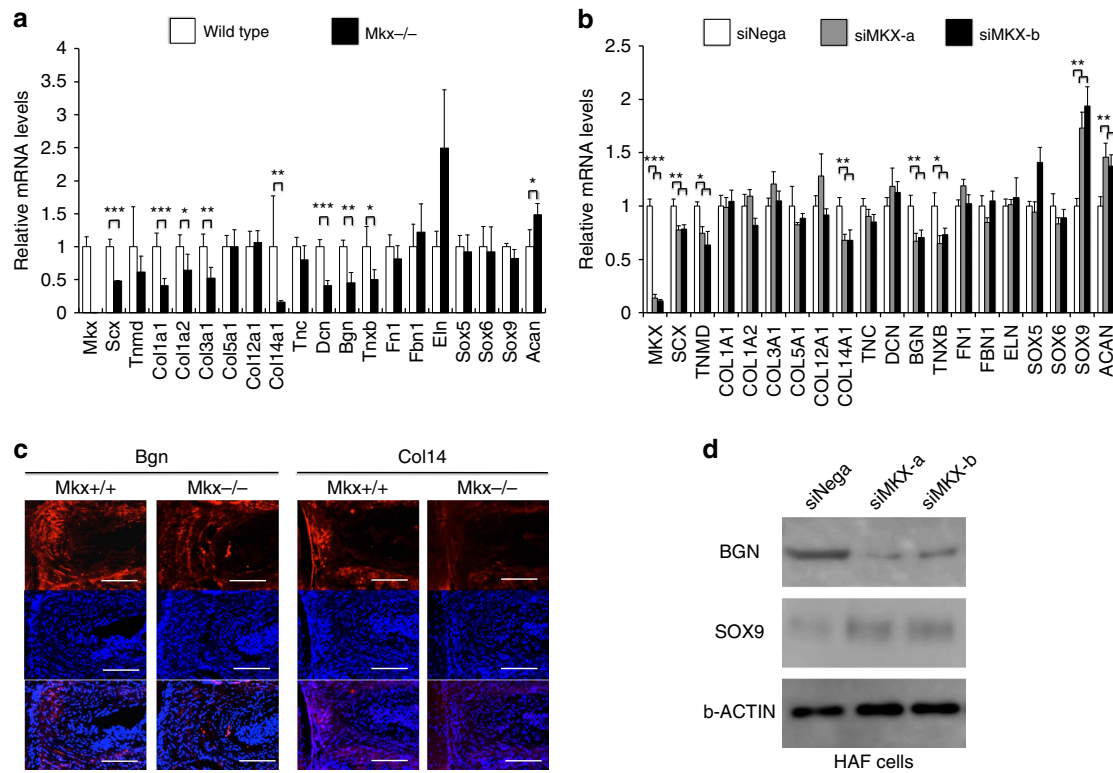 a
Wild type
Mkx–/–
Relative mRNA levels
4
3.5
3
2.5
2
1.5
1
0.5
0
***
***
*
**
**
***
**
*
*
Mkx
Scx
Tnmd
Col1a1
Col1a2
Col3a1
Col5a1
Col12a1
Col14a1
Tnc
Dcn
Bgn
Tnxb
Fn1
Fbn1
Eln
Sox5
Sox6
Sox9
Acan
b
siNega
siMKX-a
siMKX-b
Relative mRNA levels
2.5
2
1.5
1
0.5
0
***
**
*
**
**
*
**
**
MKX
SCX
TNMD
COL1A1
COL1A2
COL3A1
COL5A1
COL12A1
COL14A1
TNC
DCN
BGN
TNXB
FN1
FBN1
ELN
SOX5
SOX6
SOX9
ACAN
c
Bgn
Col14
Mkx+/+
Mkx–/–
Mkx+/+
Mkx–/–
d
siNega
siMKX-a
siMKX-b
BGN
SOX9
b-ACTIN
HAF cells